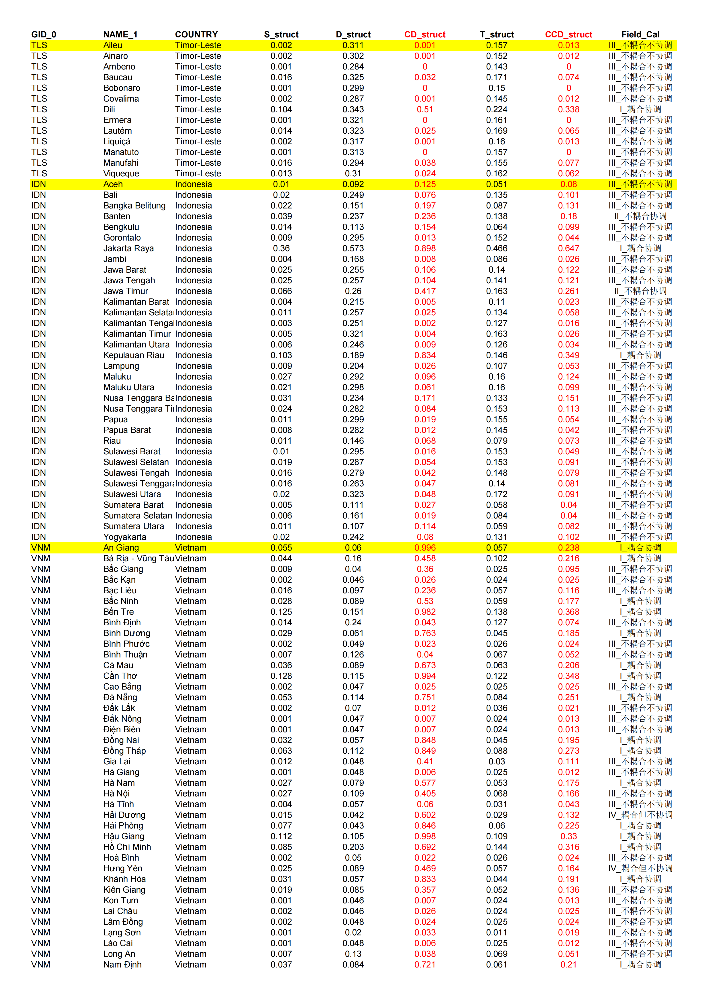 GID_0 NAME_1 COUNTRY S_struct D_struct CD_struct T_struct CCD_struct Field_Cal
TLS Aileu Timor-Leste 0.002 0.311 0.001 0.157 0.013 III_不耦合不协调
TLS Ainaro Timor-Leste 0.002 0.302 0.001 0.152 0.012 III_不耦合不协调
TLS Ambeno Timor-Leste 0.001 0.284 0 0.143 0 III_不耦合不协调
TLS Baucau Timor-Leste 0.016 0.325 0.032 0.171 0.074 III_不耦合不协调
TLS Bobonaro Timor-Leste 0.001 0.299 0 0.15 0 III_不耦合不协调
TLS Covalima Timor-Leste 0.002 0.287 0.001 0.145 0.012 III_不耦合不协调
TLS Dili Timor-Leste 0.104 0.343 0.51 0.224 0.338 I_耦合协调
TLS Ermera Timor-Leste 0.001 0.321 0 0.161 0 III_不耦合不协调
TLS Lautém Timor-Leste 0.014 0.323 0.025 0.169 0.065 III_不耦合不协调
TLS Liquiçá Timor-Leste 0.002 0.317 0.001 0.16 0.013 III_不耦合不协调
TLS Manatuto Timor-Leste 0.001 0.313 0 0.157 0 III_不耦合不协调
TLS Manufahi Timor-Leste 0.016 0.294 0.038 0.155 0.077 III_不耦合不协调
TLS Viqueque Timor-Leste 0.013 0.31 0.024 0.162 0.062 III_不耦合不协调
IDN Aceh Indonesia 0.01 0.092 0.125 0.051 0.08 III_不耦合不协调
IDN Bali Indonesia 0.02 0.249 0.076 0.135 0.101 III_不耦合不协调
IDN Bangka Belitung Indonesia 0.022 0.151 0.197 0.087 0.131 III_不耦合不协调
IDN Banten Indonesia 0.039 0.237 0.236 0.138 0.18 II_不耦合协调
IDN Bengkulu Indonesia 0.014 0.113 0.154 0.064 0.099 III_不耦合不协调
IDN Gorontalo Indonesia 0.009 0.295 0.013 0.152 0.044 III_不耦合不协调
IDN Jakarta Raya Indonesia 0.36 0.573 0.898 0.466 0.647 I_耦合协调
IDN Jambi Indonesia 0.004 0.168 0.008 0.086 0.026 III_不耦合不协调
IDN Jawa Barat Indonesia 0.025 0.255 0.106 0.14 0.122 III_不耦合不协调
IDN Jawa Tengah Indonesia 0.025 0.257 0.104 0.141 0.121 III_不耦合不协调
IDN Jawa Timur Indonesia 0.066 0.26 0.417 0.163 0.261 II_不耦合协调
IDN Kalimantan Barat Indonesia 0.004 0.215 0.005 0.11 0.023 III_不耦合不协调
IDN Kalimantan Selata Indonesia 0.011 0.257 0.025 0.134 0.058 III_不耦合不协调
IDN Kalimantan Tenga Indonesia 0.003 0.251 0.002 0.127 0.016 III_不耦合不协调
IDN Kalimantan Timur Indonesia 0.005 0.321 0.004 0.163 0.026 III_不耦合不协调
IDN Kalimantan Utara Indonesia 0.006 0.246 0.009 0.126 0.034 III_不耦合不协调
IDN Kepulauan Riau Indonesia 0.103 0.189 0.834 0.146 0.349 I_耦合协调
IDN Lampung Indonesia 0.009 0.204 0.026 0.107 0.053 III_不耦合不协调
IDN Maluku Indonesia 0.027 0.292 0.096 0.16 0.124 III_不耦合不协调
IDN Maluku Utara Indonesia 0.021 0.298 0.061 0.16 0.099 III_不耦合不协调
IDN Nusa Tenggara Ba Indonesia 0.031 0.234 0.171 0.133 0.151 III_不耦合不协调
IDN Nusa Tenggara Ti Indonesia 0.024 0.282 0.084 0.153 0.113 III_不耦合不协调
IDN Papua Indonesia 0.011 0.299 0.019 0.155 0.054 III_不耦合不协调
IDN Papua Barat Indonesia 0.008 0.282 0.012 0.145 0.042 III_不耦合不协调
IDN Riau Indonesia 0.011 0.146 0.068 0.079 0.073 III_不耦合不协调
IDN Sulawesi Barat Indonesia 0.01 0.295 0.016 0.153 0.049 III_不耦合不协调
IDN Sulawesi Selatan Indonesia 0.019 0.287 0.054 0.153 0.091 III_不耦合不协调
IDN Sulawesi Tengah Indonesia 0.016 0.279 0.042 0.148 0.079 III_不耦合不协调
IDN Sulawesi Tenggara Indonesia 0.016 0.263 0.047 0.14 0.081 III_不耦合不协调
IDN Sulawesi Utara Indonesia 0.02 0.323 0.048 0.172 0.091 III_不耦合不协调
IDN Sumatera Barat Indonesia 0.005 0.111 0.027 0.058 0.04 III_不耦合不协调
IDN Sumatera Selatan Indonesia 0.006 0.161 0.019 0.084 0.04 III_不耦合不协调
IDN Sumatera Utara Indonesia 0.011 0.107 0.114 0.059 0.082 III_不耦合不协调
IDN Yogyakarta Indonesia 0.02 0.242 0.08 0.131 0.102 III_不耦合不协调
VNM An Giang Vietnam 0.055 0.06 0.996 0.057 0.238 I_耦合协调
VNM Bà Rịa - Vũng Tàu Vietnam 0.044 0.16 0.458 0.102 0.216 I_耦合协调
VNM Bắc Giang Vietnam 0.009 0.04 0.36 0.025 0.095 III_不耦合不协调
VNM Bắc Kạn Vietnam 0.002 0.046 0.026 0.024 0.025 III_不耦合不协调
VNM Bạc Liêu Vietnam 0.016 0.097 0.236 0.057 0.116 III_不耦合不协调
VNM Bắc Ninh Vietnam 0.028 0.089 0.53 0.059 0.177 I_耦合协调
VNM Bến Tre Vietnam 0.125 0.151 0.982 0.138 0.368 I_耦合协调
VNM Bình Định Vietnam 0.014 0.24 0.043 0.127 0.074 III_不耦合不协调
VNM Bình Dương Vietnam 0.029 0.061 0.763 0.045 0.185 I_耦合协调
VNM Bình Phước Vietnam 0.002 0.049 0.023 0.026 0.024 III_不耦合不协调
VNM Bình Thuận Vietnam 0.007 0.126 0.04 0.067 0.052 III_不耦合不协调
VNM Cà Mau Vietnam 0.036 0.089 0.673 0.063 0.206 I_耦合协调
VNM Cần Thơ Vietnam 0.128 0.115 0.994 0.122 0.348 I_耦合协调
VNM Cao Bằng Vietnam 0.002 0.047 0.025 0.025 0.025 III_不耦合不协调
VNM Đà Nẵng Vietnam 0.053 0.114 0.751 0.084 0.251 I_耦合协调
VNM Đắk Lắk Vietnam 0.002 0.07 0.012 0.036 0.021 III_不耦合不协调
VNM Đắk Nông Vietnam 0.001 0.047 0.007 0.024 0.013 III_不耦合不协调
VNM Điện Biên Vietnam 0.001 0.047 0.007 0.024 0.013 III_不耦合不协调
VNM Đồng Nai Vietnam 0.032 0.057 0.848 0.045 0.195 I_耦合协调
VNM Đồng Tháp Vietnam 0.063 0.112 0.849 0.088 0.273 I_耦合协调
VNM Gia Lai Vietnam 0.012 0.048 0.41 0.03 0.111 III_不耦合不协调
VNM Hà Giang Vietnam 0.001 0.048 0.006 0.025 0.012 III_不耦合不协调
VNM Hà Nam Vietnam 0.027 0.079 0.577 0.053 0.175 I_耦合协调
VNM Hà Nội Vietnam 0.027 0.109 0.405 0.068 0.166 III_不耦合不协调
VNM Hà Tĩnh Vietnam 0.004 0.057 0.06 0.031 0.043 III_不耦合不协调
VNM Hải Dương Vietnam 0.015 0.042 0.602 0.029 0.132 IV_耦合但不协调
VNM Hải Phòng Vietnam 0.077 0.043 0.846 0.06 0.225 I_耦合协调
VNM Hậu Giang Vietnam 0.112 0.105 0.998 0.109 0.33 I_耦合协调
VNM Hồ Chí Minh Vietnam 0.085 0.203 0.692 0.144 0.316 I_耦合协调
VNM Hoà Bình Vietnam 0.002 0.05 0.022 0.026 0.024 III_不耦合不协调
VNM Hưng Yên Vietnam 0.025 0.089 0.469 0.057 0.164 IV_耦合但不协调
VNM Khánh Hòa Vietnam 0.031 0.057 0.833 0.044 0.191 I_耦合协调
VNM Kiên Giang Vietnam 0.019 0.085 0.357 0.052 0.136 III_不耦合不协调
VNM Kon Tum Vietnam 0.001 0.046 0.007 0.024 0.013 III_不耦合不协调
VNM Lai Châu Vietnam 0.002 0.046 0.026 0.024 0.025 III_不耦合不协调
VNM Lâm Đồng Vietnam 0.002 0.048 0.024 0.025 0.024 III_不耦合不协调
VNM Lạng Sơn Vietnam 0.001 0.02 0.033 0.011 0.019 III_不耦合不协调
VNM Lào Cai Vietnam 0.001 0.048 0.006 0.025 0.012 III_不耦合不协调
VNM Long An Vietnam 0.007 0.13 0.038 0.069 0.051 III_不耦合不协调
VNM Nam Định Vietnam 0.037 0.084 0.721 0.061 0.21 I_耦合协调